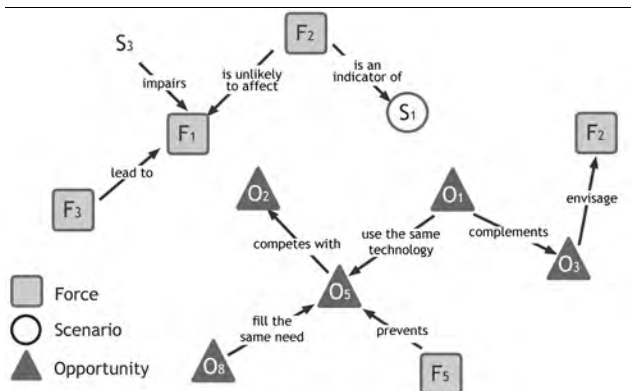 S3
F2
impairs
is unlikely
to affect
is an
indicator of
F1
S1
F2
lead to
F3
O2
O1
envisage
competes with
use the same
technology
complements
O3
O5
Force
Scenario
Opportunity
fill the
same need
prevents
O8
F5